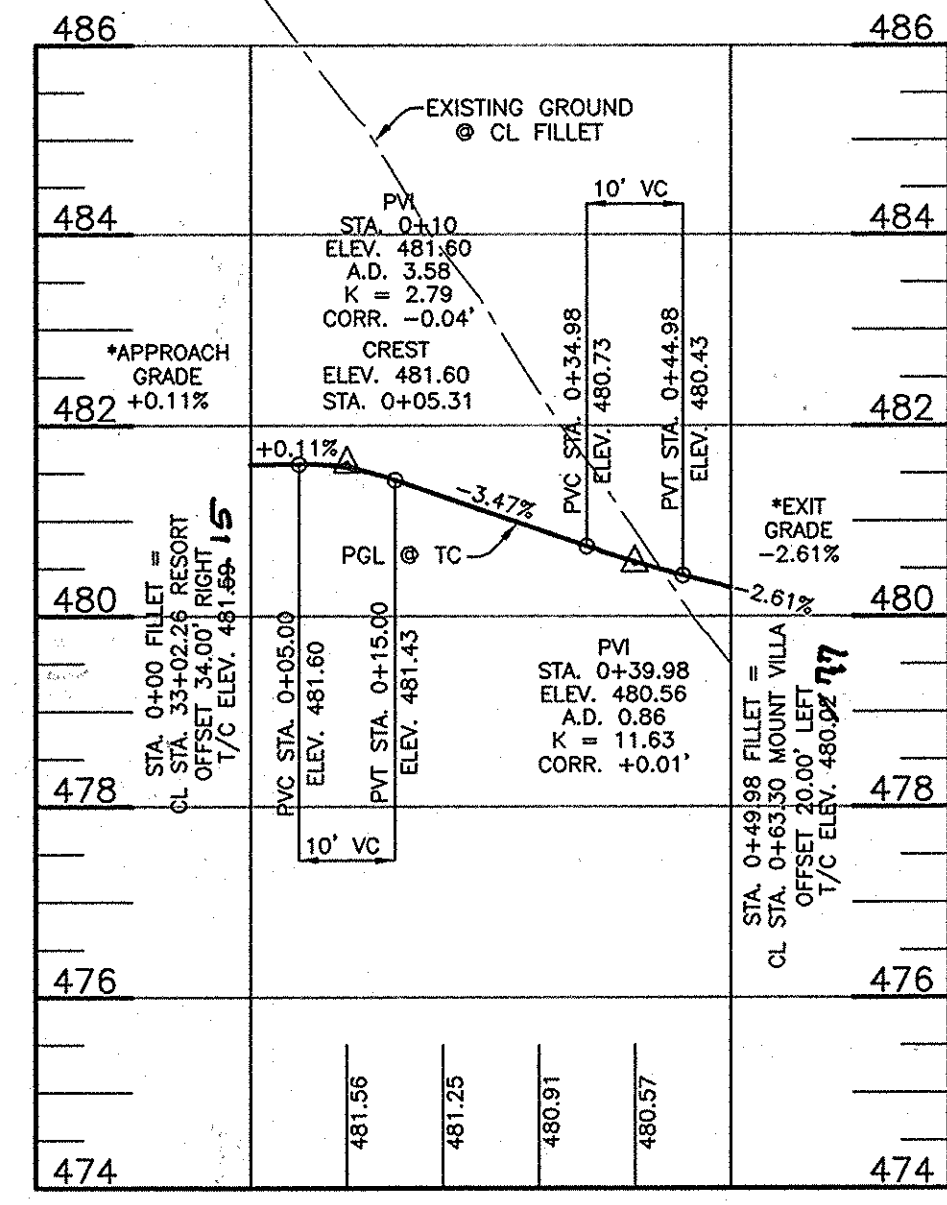 486
486
EXISTING GROUND
@ CL FILLET
10' VC
484
484
PVI
STA. 0+10
ELEV. 481.60
A.D. 3.58
K = 2.79
CORR. -0.04'
CREST
ELEV. 481.60
STA. 0+05.31
*APPROACH
GRADE
+0.11%
482
482
PVC STA. 0+34.98
ELEV. 480.73
PVT STA. 0+44.98
ELEV. 480.43
+0.11%
-3.47%
PGL @ TC
*EXIT
GRADE
-2.61%
-2.61%
480
480
STA. 0+00 FILLET =
CL STA. 33+02.26 RESORT
OFFSET 34.00' RIGHT
T/C ELEV. 481.59 15
PVC STA. 0+05.00
ELEV. 481.60
PVT STA. 0+15.00
ELEV. 481.43
PVI
STA. 0+39.98
ELEV. 480.56
A.D. 0.86
K = 11.63
CORR. +0.01'
STA. 0+49.98 FILLET =
CL STA. 0+63.30 MOUNT VILLA
OFFSET 20.00' LEFT
T/C ELEV.
478
478
10' VC
476
476
481.56
481.25
480.91
480.57
474
474